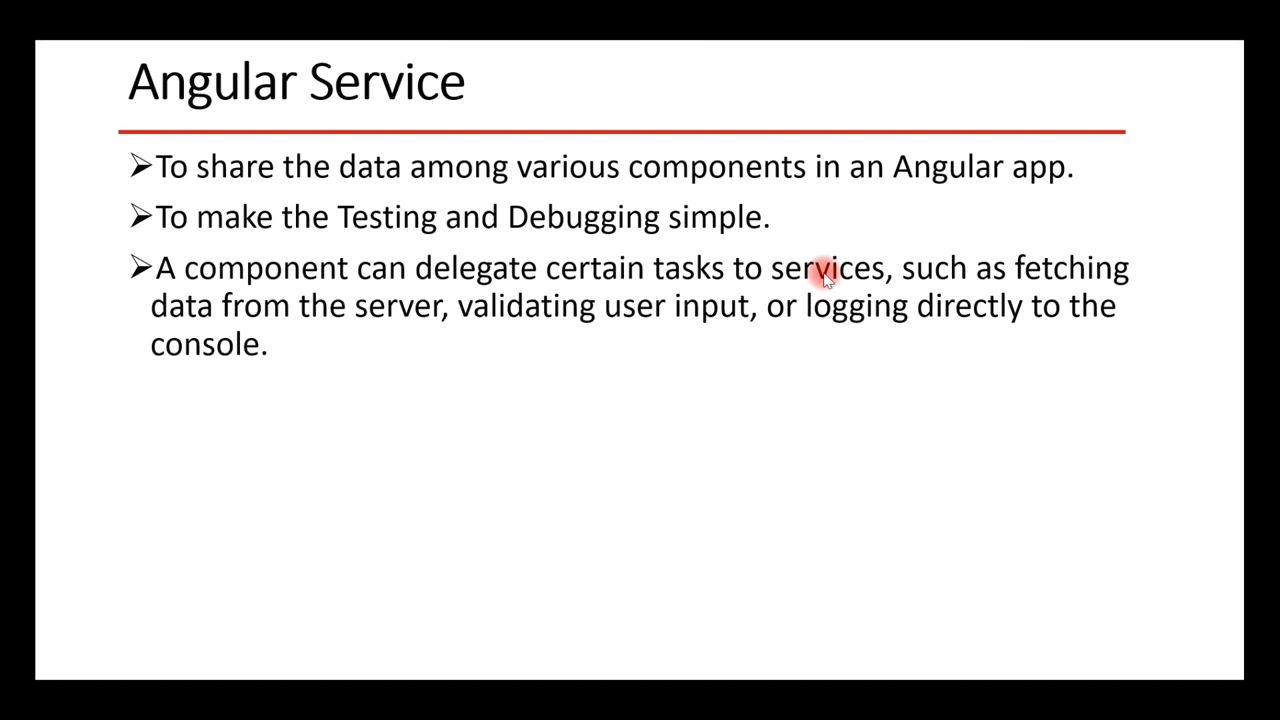 Angular Service
➢To share the data among various components in an Angular app.
➢To make the Testing and Debugging simple.
➢A component can delegate certain tasks to services, such as fetching
data from the server, validating user input, or logging directly to the
console.